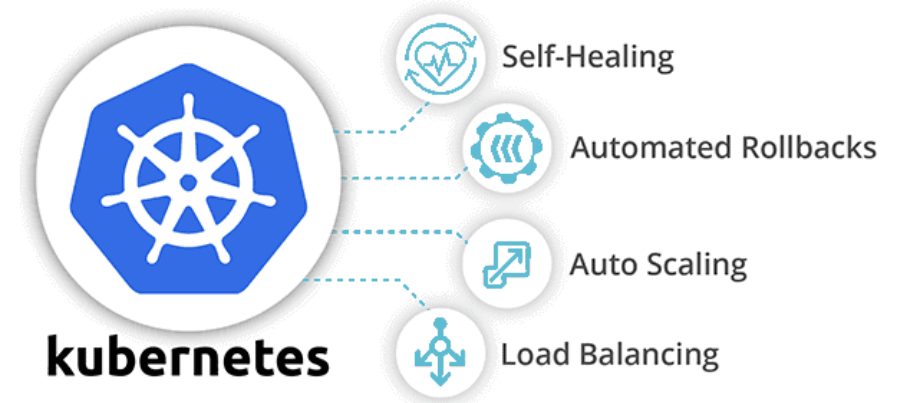 Self-Healing
Automated Rollbacks
Auto Scaling
Load Balancing
kubernetes